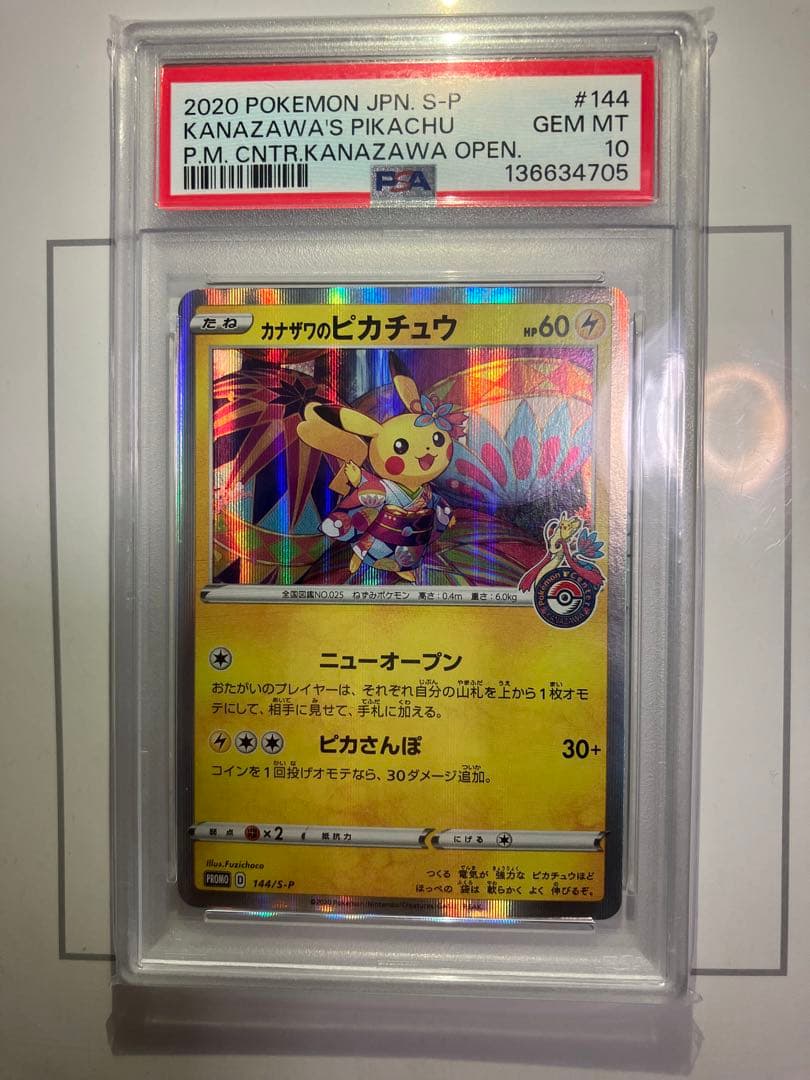 2020 POKEMON JPN. S-P #144
KANAZAWA'S PIKACHU GEM MT
P.M. CNTR.KANAZAWA OPEN. 10
PSA 136634705
たね カナザワのピカチュウ HP60
全国図鑑NO.025 ねずみポケモン 高さ:0.4m 重さ:6.0kg
Pokémon Center
KANAZAWA
ニューオープン
おたがいのプレイヤーは、それぞれ自分の山札を上から1枚オモ
テにして、相手に見せて、手札に加える。
ピカさんぽ 30+
コインを1回投げオモテなら、30ダメージ追加。
弱点 ×2 抵抗力 にげる
Illus.Fuzichoco
PROMO D 144/S-P
つくる 電気が 強力な ピカチュウほど
ほっぺの 袋は 軟らかく よく 伸びるぞ。
©2020 Pokémon/Nintendo/Creatures